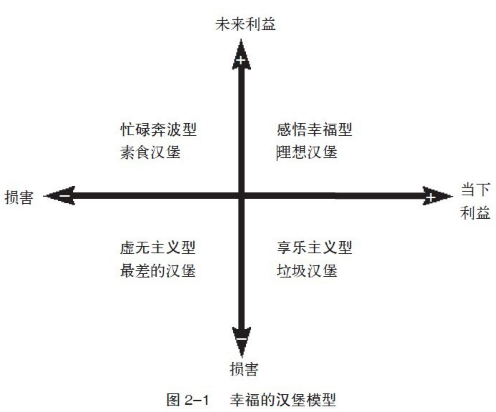 未来利益
+
忙碌奔波型
素食汉堡
感悟幸福型
理想汉堡
损害
−
+
当下
利益
虚无主义型
最差的汉堡
享乐主义型
垃圾汉堡
−
损害
图 2-1 幸福的汉堡模型